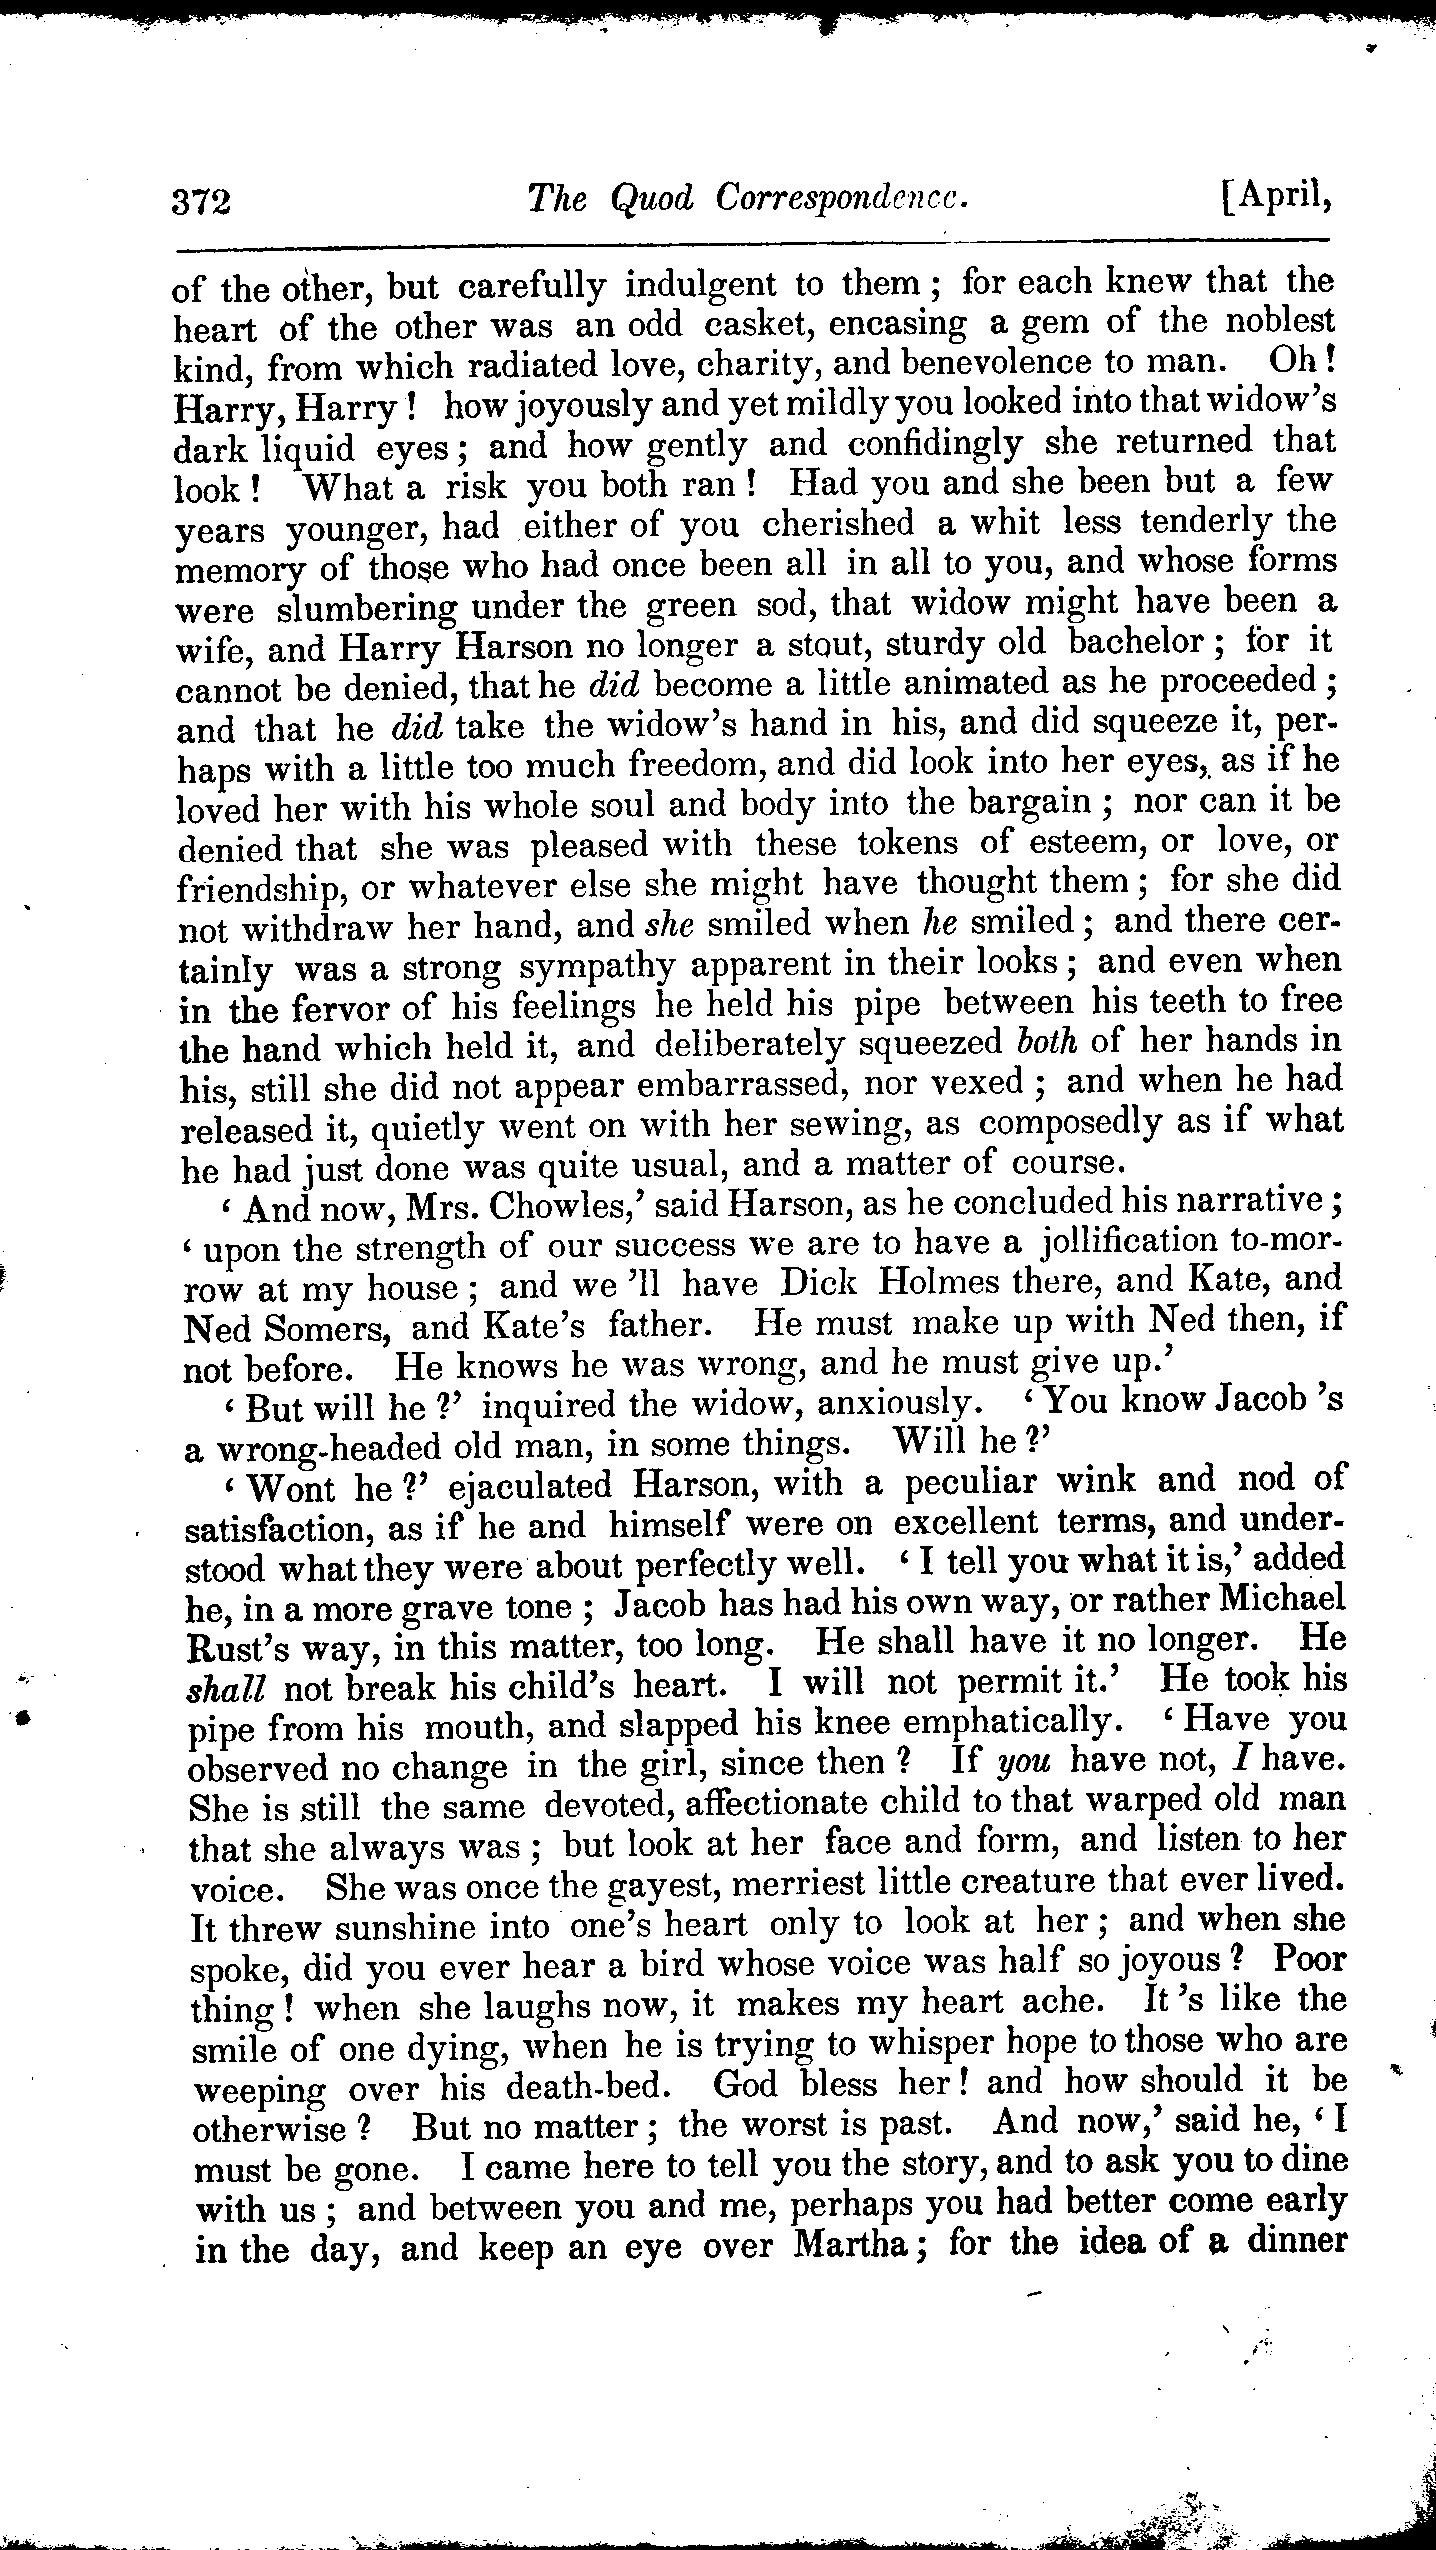 372 The Quod Correspondence. [April,
of the other, but carefully indulgent to them ; for each knew that the
heart of the other was an odd casket, encasing a gem of the noblest
kind, from which radiated love, charity, and benevolence to man. Oh !
Harry, Harry ! how joyously and yet mildly you looked into that widow's
dark liquid eyes ; and how gently and confidingly she returned that
look ! What a risk you both ran ! Had you and she been but a few
years younger, had either of you cherished a whit less tenderly the
memory of those who had once been all in all to you, and whose forms
were slumbering under the green sod, that widow might have been a
wife, and Harry Harson no longer a stout, sturdy old bachelor ; for it
cannot be denied, that he did become a little animated as he proceeded ;
and that he did take the widow's hand in his, and did squeeze it, per-
haps with a little too much freedom, and did look into her eyes, as if he
loved her with his whole soul and body into the bargain ; nor can it be
denied that she was pleased with these tokens of esteem, or love, or
friendship, or whatever else she might have thought them ; for she did
not withdraw her hand, and she smiled when he smiled ; and there cer-
tainly was a strong sympathy apparent in their looks ; and even when
in the fervor of his feelings he held his pipe between his teeth to free
the hand which held it, and deliberately squeezed both of her hands in
his, still she did not appear embarrassed, nor vexed ; and when he had
released it, quietly went on with her sewing, as composedly as if what
he had just done was quite usual, and a matter of course.
‘ And now, Mrs. Chowles,’ said Harson, as he concluded his narrative ;
‘ upon the strength of our success we are to have a jollification to-mor-
row at my house ; and we 'll have Dick Holmes there, and Kate, and
Ned Somers, and Kate's father. He must make up with Ned then, if
not before. He knows he was wrong, and he must give up.’
‘ But will he ?’ inquired the widow, anxiously. ‘ You know Jacob 's
a wrong-headed old man, in some things. Will he ?’
‘ Wont he ?’ ejaculated Harson, with a peculiar wink and nod of
satisfaction, as if he and himself were on excellent terms, and under-
stood what they were about perfectly well. ‘ I tell you what it is,’ added
he, in a more grave tone ; Jacob has had his own way, or rather Michael
Rust's way, in this matter, too long. He shall have it no longer. He
shall not break his child's heart. I will not permit it.’ He took his
pipe from his mouth, and slapped his knee emphatically. ‘ Have you
observed no change in the girl, since then ? If you have not, I have.
She is still the same devoted, affectionate child to that warped old man
that she always was ; but look at her face and form, and listen to her
voice. She was once the gayest, merriest little creature that ever lived.
It threw sunshine into one's heart only to look at her ; and when she
spoke, did you ever hear a bird whose voice was half so joyous ? Poor
thing ! when she laughs now, it makes my heart ache. It 's like the
smile of one dying, when he is trying to whisper hope to those who are
weeping over his death-bed. God bless her ! and how should it be
otherwise ? But no matter ; the worst is past. And now,’ said he, ‘ I
must be gone. I came here to tell you the story, and to ask you to dine
with us ; and between you and me, perhaps you had better come early
in the day, and keep an eye over Martha ; for the idea of a dinner